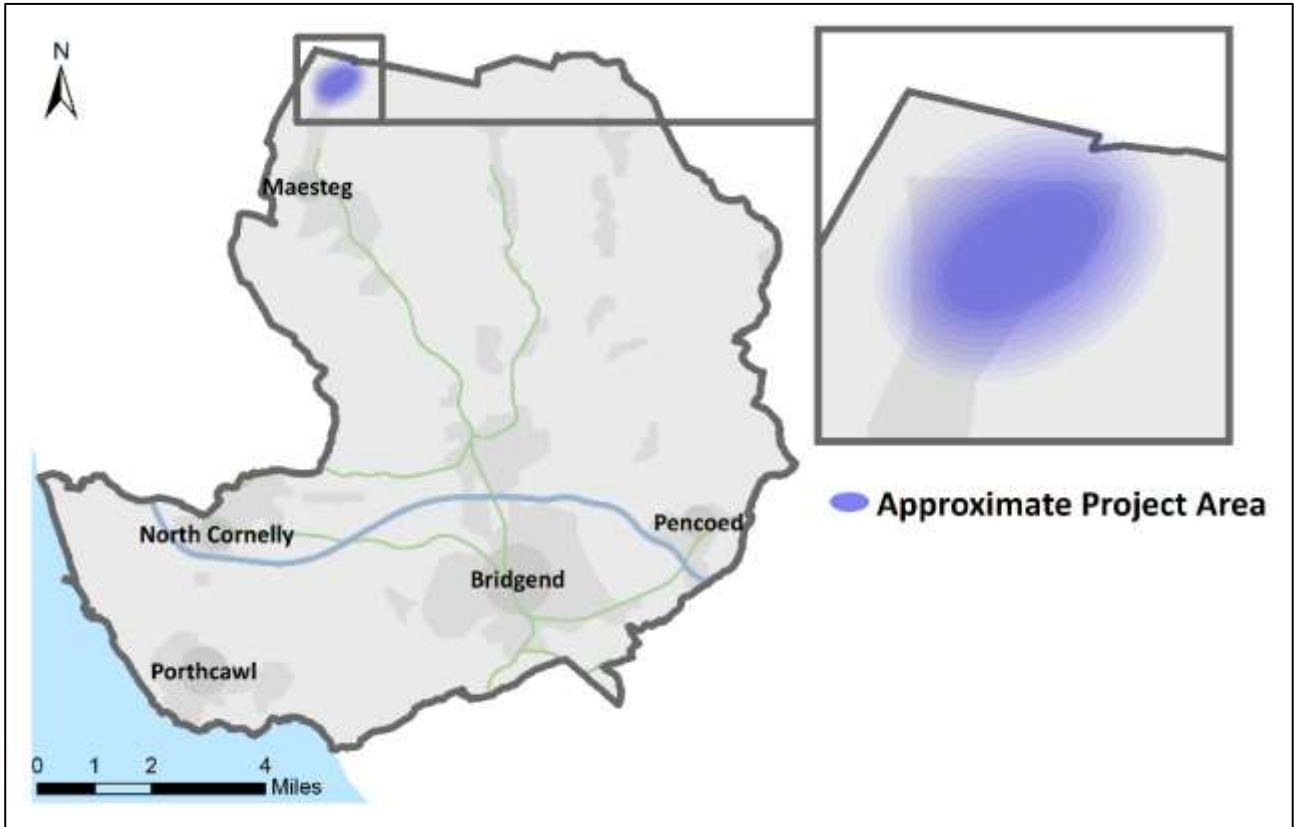 N
Maesteg
North Cornelly
Pencoed
Bridgend
Porthcawl
Approximate Project Area
0 1 2 4
Miles